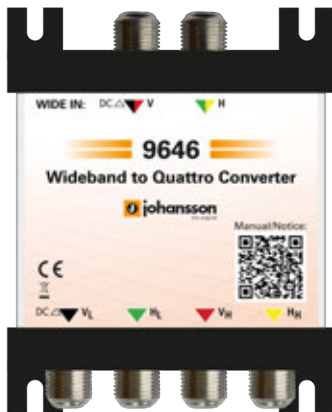 WIDE IN: DC V H
9646
Wideband to Quattro Converter
johansson
Manual/Notice:
CE
DC VL HL VH HH